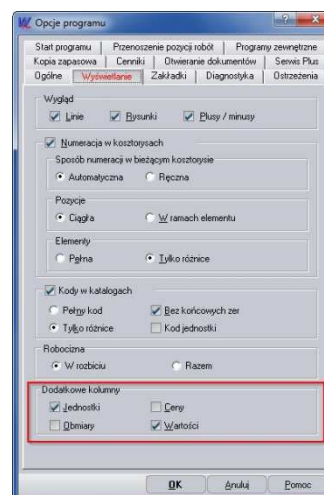 Opcje programu
Start programu Przenoszenie pozycji robót Programy zewnętrzne
Kopia zapasowa Cenniki Otwieranie dokumentów Serwis Plus
Ogólne Wyświetlanie Zakładki Diagnostyka Ostrzeżenia
Wygląd
Linie Rysunki Plusy / minusy
Numeracja w kosztorysach
Sposób numeracji w bieżącym kosztorysie
Automatyczna Ręczna
Pozycje
Ciągła W ramach elementu
Elementy
Pełna Tylko różnice
Kody w katalogach
Pełny kod Bez końcowych zer
Tylko różnice Kod jednostki
Robocizna
W rozbiciu Razem
Dodatkowe kolumny
Jednostki Ceny
Obmiary Wartości
OK Anuluj Pomoc